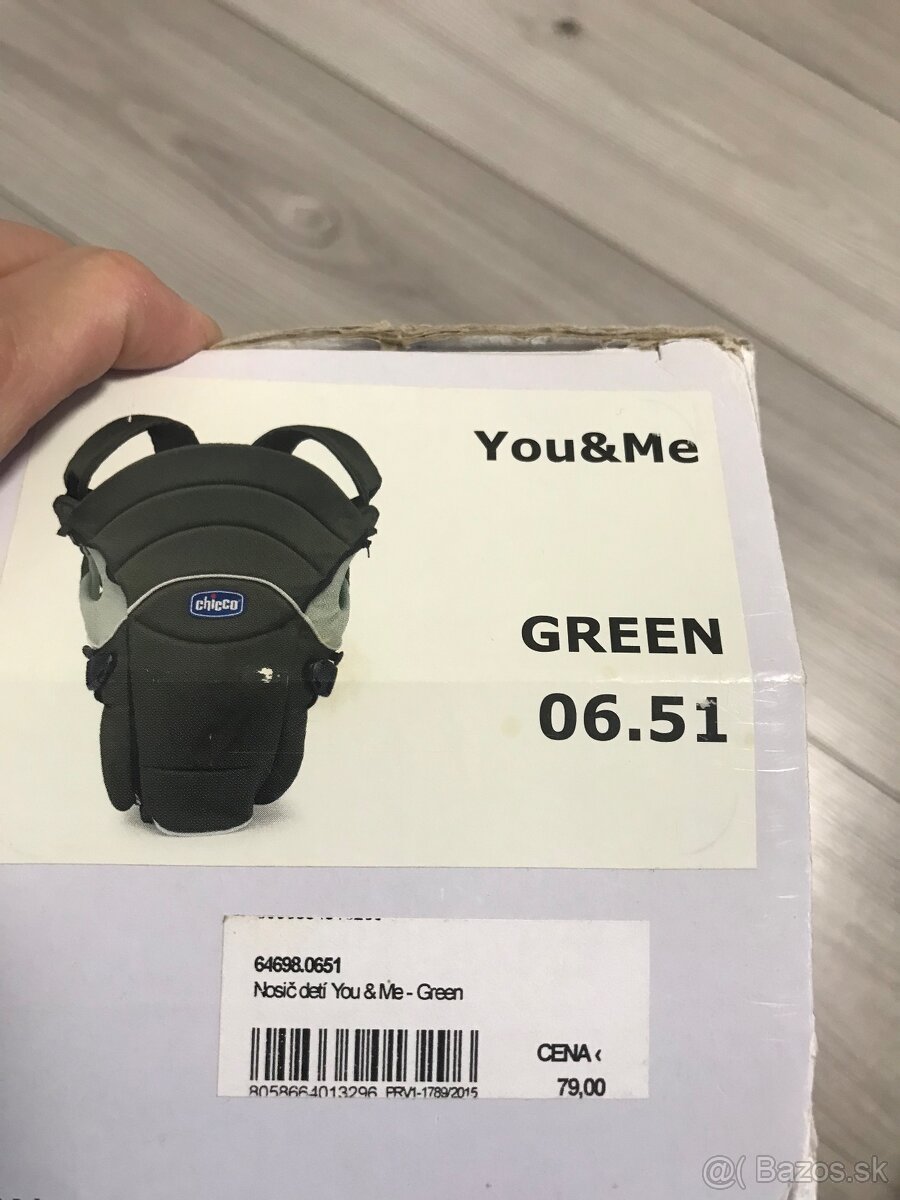 You&Me
chicco
GREEN
06.51
64698.0651
Nosič detí You & Me - Green
CENA
79,00
8058664013296 PRV1-1789/2015
@( Bazos.sk